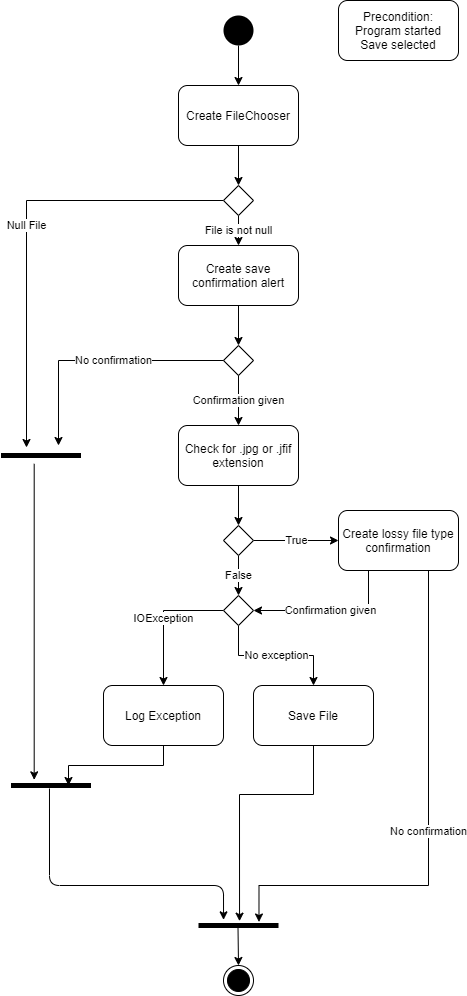 Precondition:
Program started
Save selected
Create FileChooser
Null File
File is not null
Create save
confirmation alert
No confirmation
Confirmation given
Check for .jpg or .jfif
extension
True
Create lossy file type
confirmation
False
Confirmation given
IOException
No exception
Log Exception
Save File
No confirmation